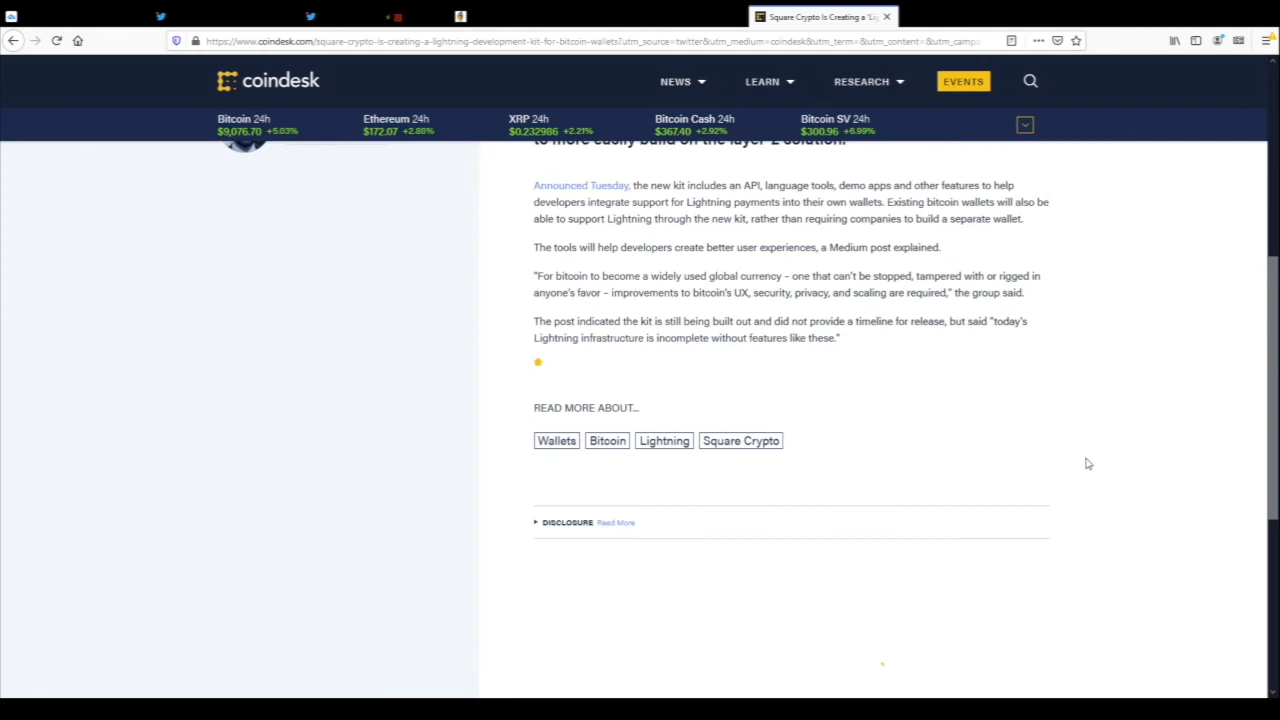 Square Crypto Is Creating a 'Lig
https://www.coindesk.com/square-crypto-is-creating-a-lightning-development-kit-for-bitcoin-wallets?utm_source=twitter&utm_medium=coindesk&utm_term=&utm_content=&utm_campa
coindesk
NEWS LEARN RESEARCH EVENTS
Bitcoin 24h Ethereum 24h XRP 24h Bitcoin Cash 24h Bitcoin SV 24h
$9,076.70 +5.03% $172.07 +2.88% $0.232986 +2.21% $367.40 +2.92% $300.96 +6.99%
to more easily build on the layer 2 solution.
Announced Tuesday, the new kit includes an API, language tools, demo apps and other features to help
developers integrate support for Lightning payments into their own wallets. Existing bitcoin wallets will also be
able to support Lightning through the new kit, rather than requiring companies to build a separate wallet.
The tools will help developers create better user experiences, a Medium post explained.
"For bitcoin to become a widely used global currency – one that can't be stopped, tampered with or rigged in
anyone's favor – improvements to bitcoin's UX, security, privacy, and scaling are required," the group said.
The post indicated the kit is still being built out and did not provide a timeline for release, but said "today's
Lightning infrastructure is incomplete without features like these."
READ MORE ABOUT...
Wallets Bitcoin Lightning Square Crypto
DISCLOSURE Read More